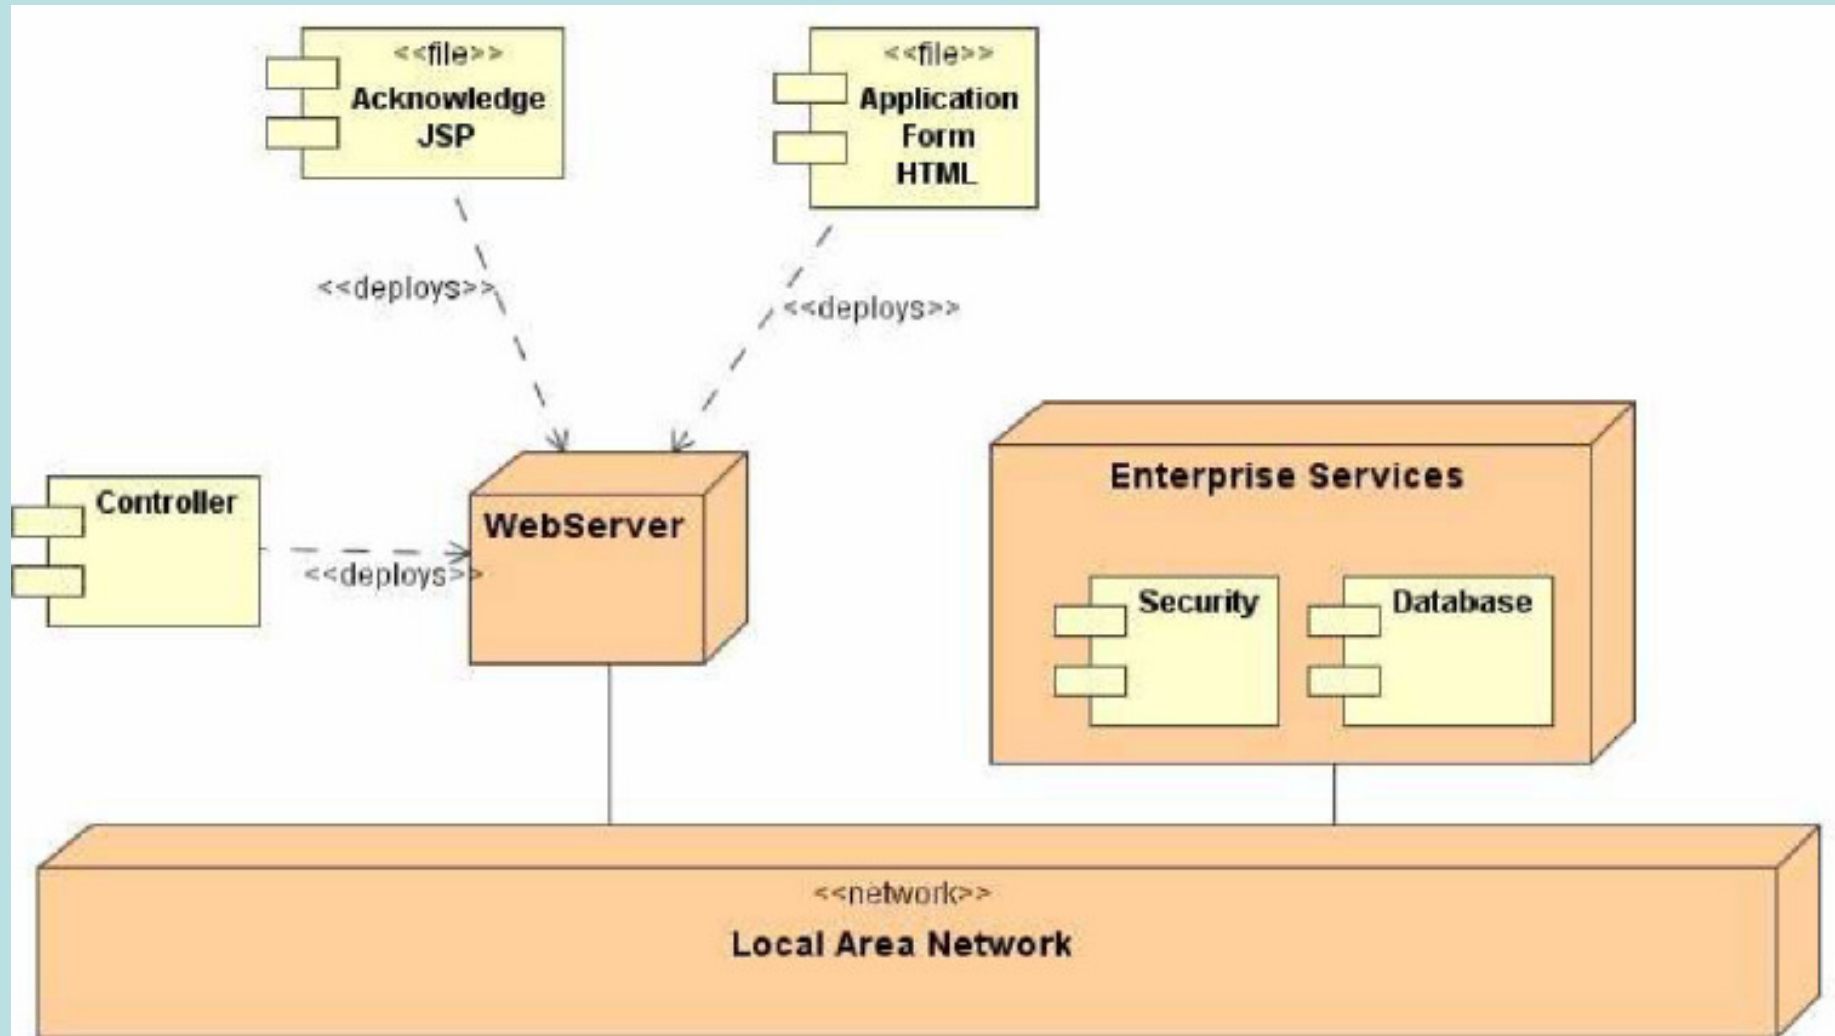 <<file>>
Acknowledge
JSP
<<file>>
Application
Form
HTML
<<deploys>>
<<deploys>>
Controller
<<deploys>>
WebServer
Enterprise Services
Security
Database
<<network>>
Local Area Network